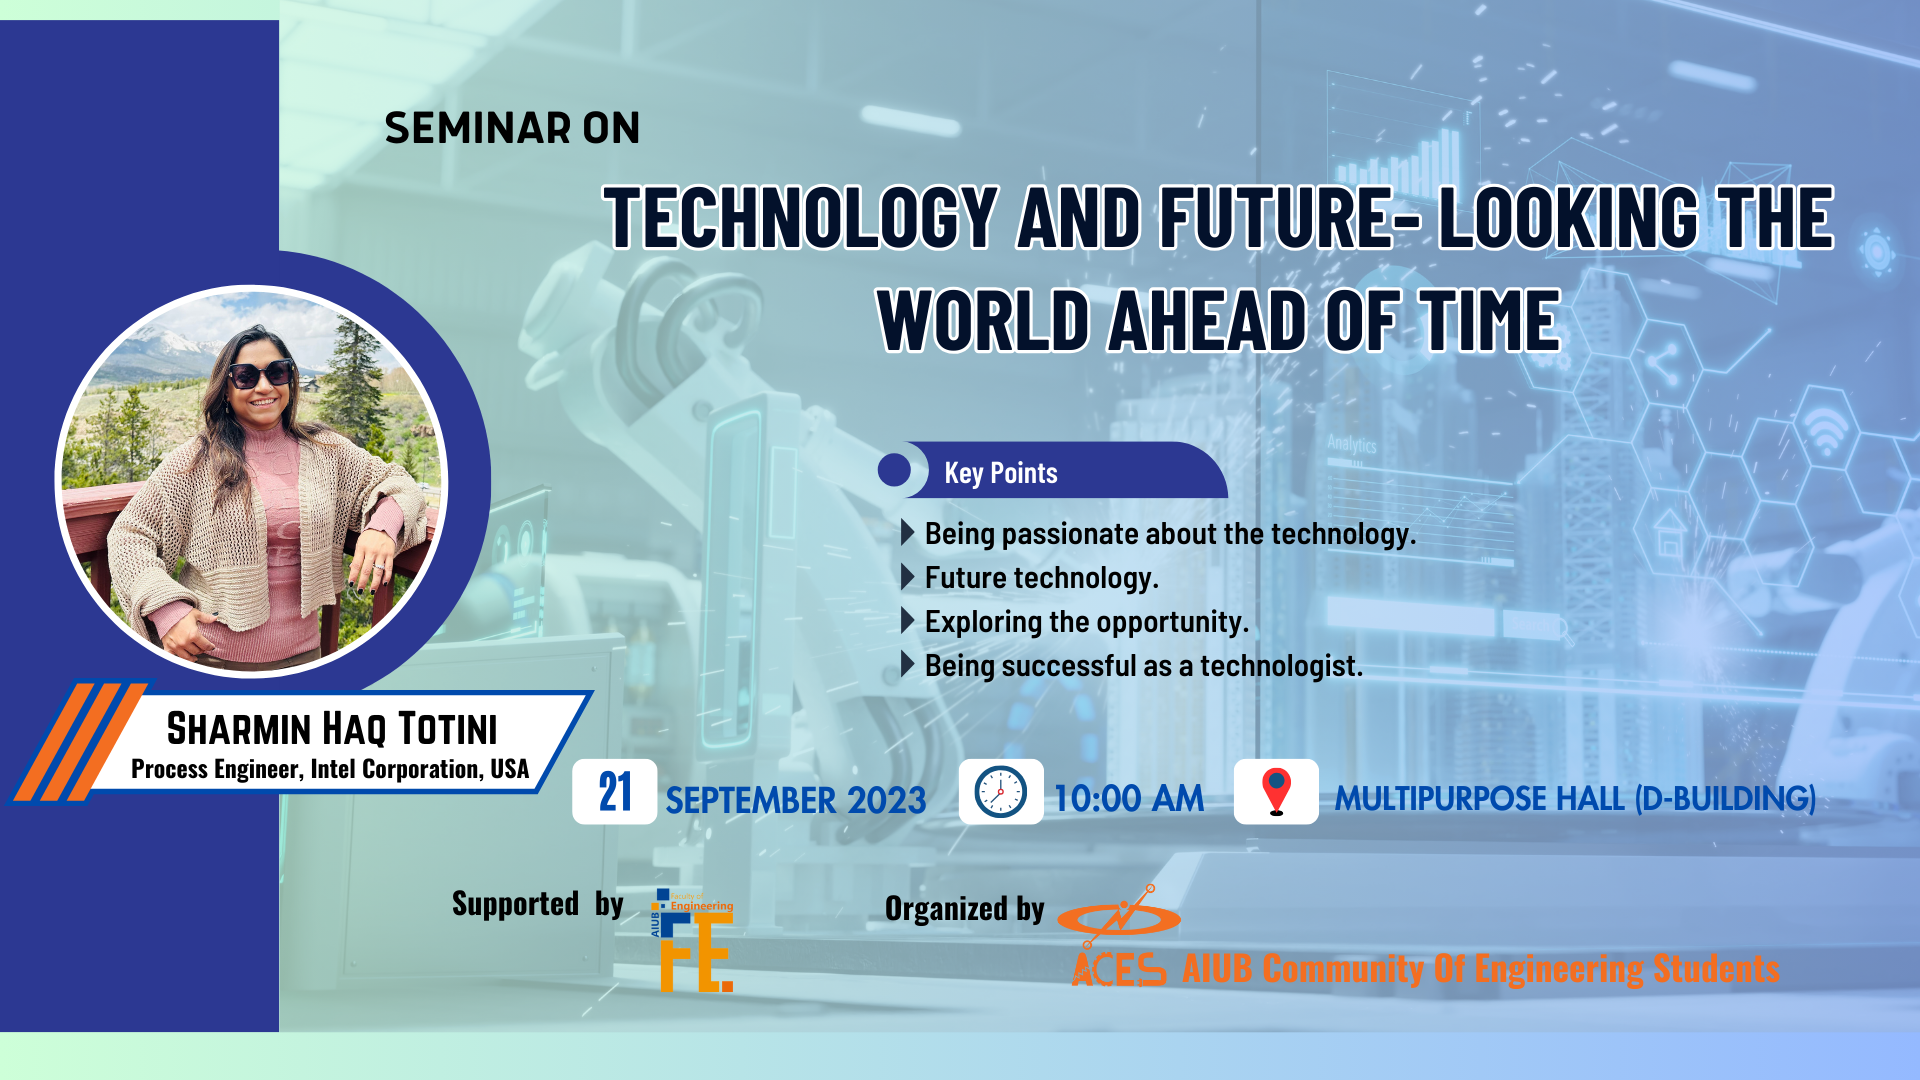 SEMINAR ON
TECHNOLOGY AND FUTURE- LOOKING THE
WORLD AHEAD OF TIME
Analytics
Key Points
Being passionate about the technology.
Future technology.
Exploring the opportunity.
Being successful as a technologist.
SHARMIN HAQ TOTINI
Process Engineer, Intel Corporation, USA
21 SEPTEMBER 2023
10:00 AM
MULTIPURPOSE HALL (D-BUILDING)
Supported by
Faculty of
Engineering
AIUB
FE.
Organized by
ACES AIUB Community Of Engineering Students